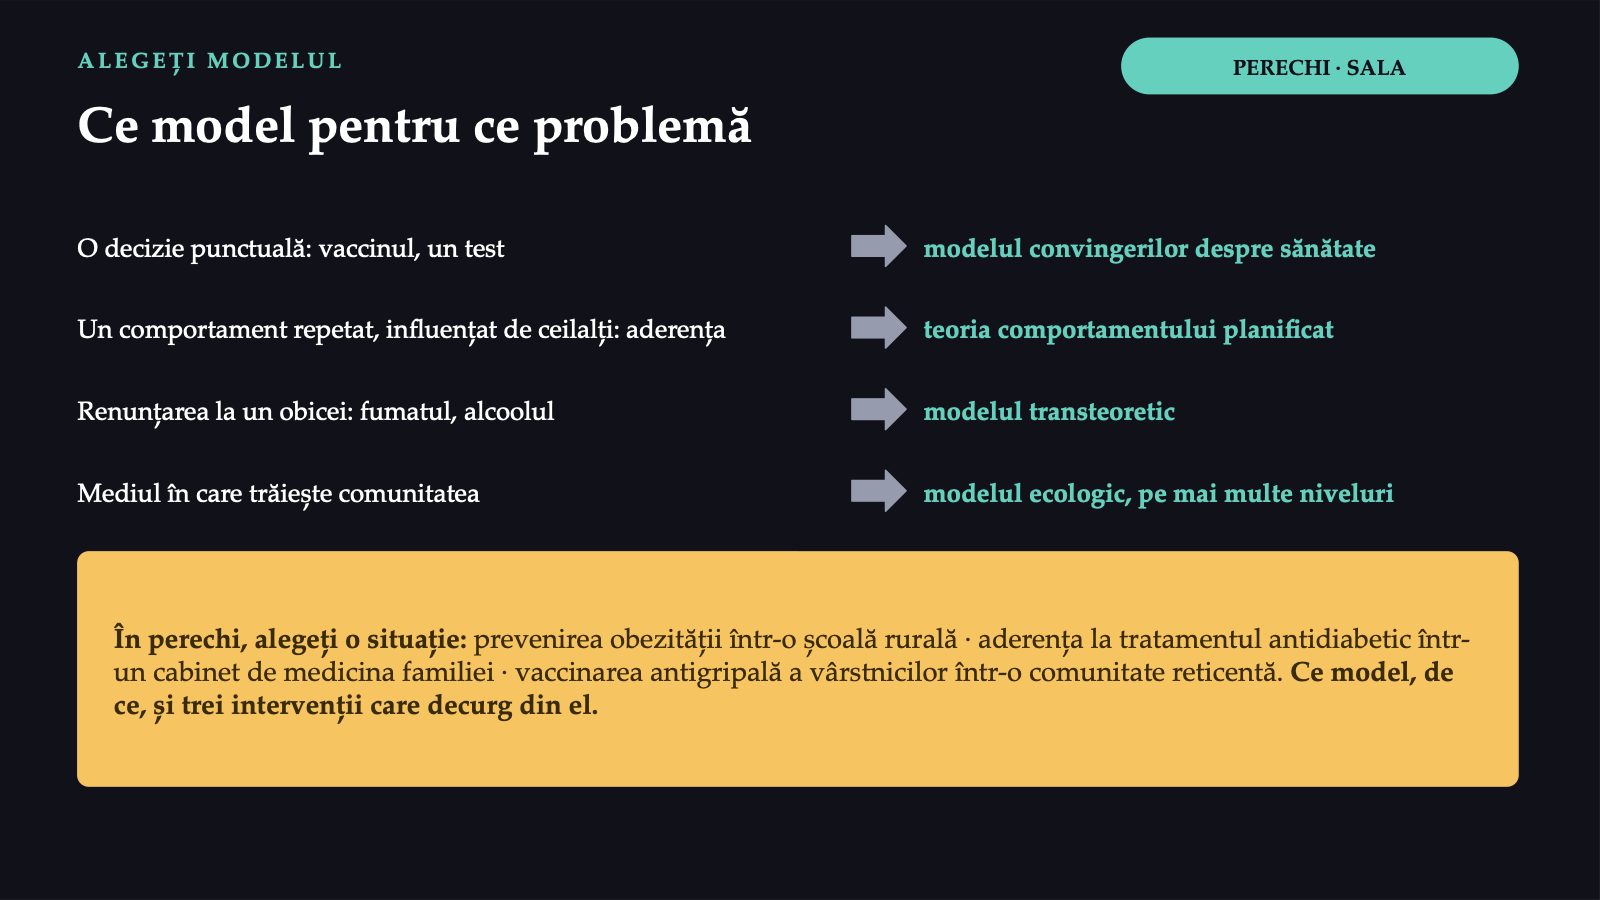 ALEGEȚI MODELUL
PERECHI · SALA
Ce model pentru ce problemă
O decizie punctuală: vaccinul, un test
modelul convingerilor despre sănătate
Un comportament repetat, influențat de ceilalți: aderența
teoria comportamentului planificat
Renunțarea la un obicei: fumatul, alcoolul
modelul transteoretic
Mediul în care trăiește comunitatea
modelul ecologic, pe mai multe niveluri
În perechi, alegeți o situație: prevenirea obezității într-o școală rurală · aderența la tratamentul antidiabetic într-
un cabinet de medicina familiei · vaccinarea antigripală a vârstnicilor într-o comunitate reticentă. Ce model, de
ce, și trei intervenții care decurg din el.